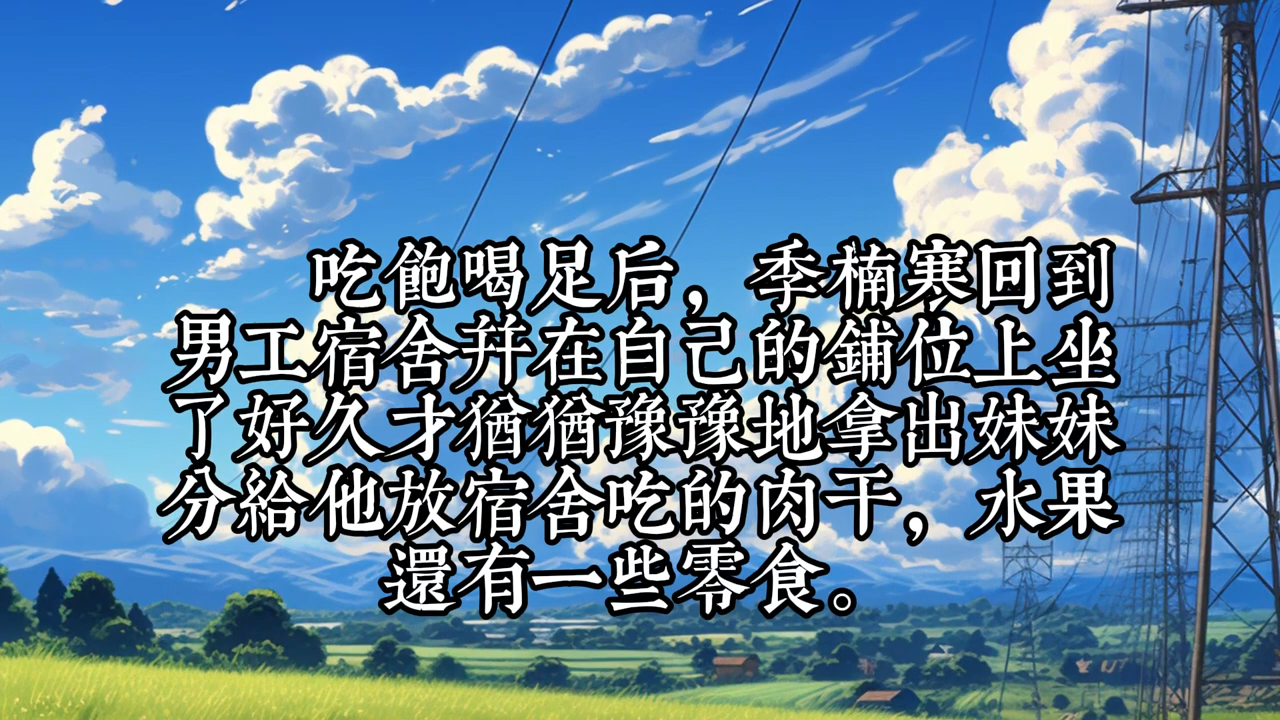 吃飽喝足后，季楠寒回到
男工宿舍并在自己的鋪位上坐
了好久才猶猶豫豫地拿出妹妹
分給他放宿舍吃的肉干，水果
還有一些零食。